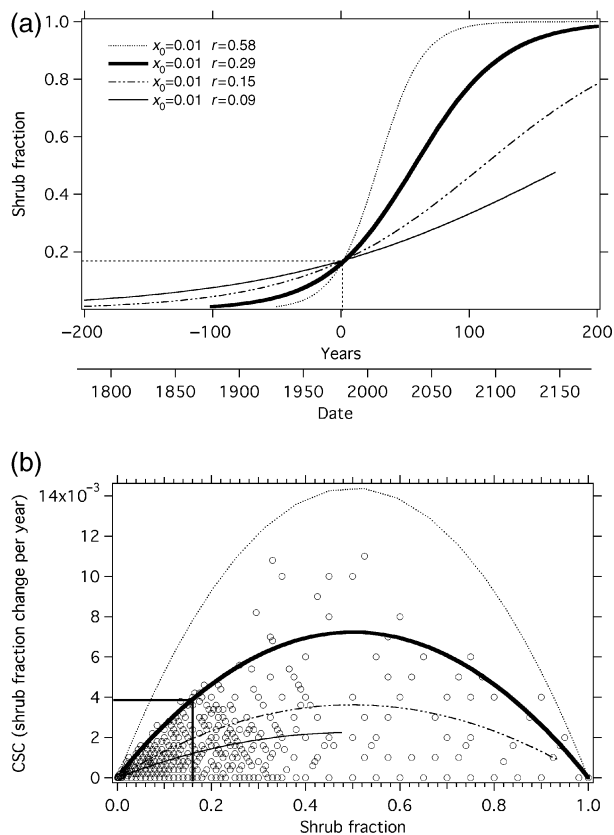 (a)
1.0
0.8
0.6
0.4
0.2
Shrub fraction
x₀=0.01 r=0.58
x₀=0.01 r=0.29
x₀=0.01 r=0.15
x₀=0.01 r=0.09
−200 −100 0 100 200
Years
1800 1850 1900 1950 2000 2050 2100 2150
Date
(b)
14x10⁻³
12
10
8
6
4
2
0
CSC (shrub fraction change per year)
0.0 0.2 0.4 0.6 0.8 1.0
Shrub fraction